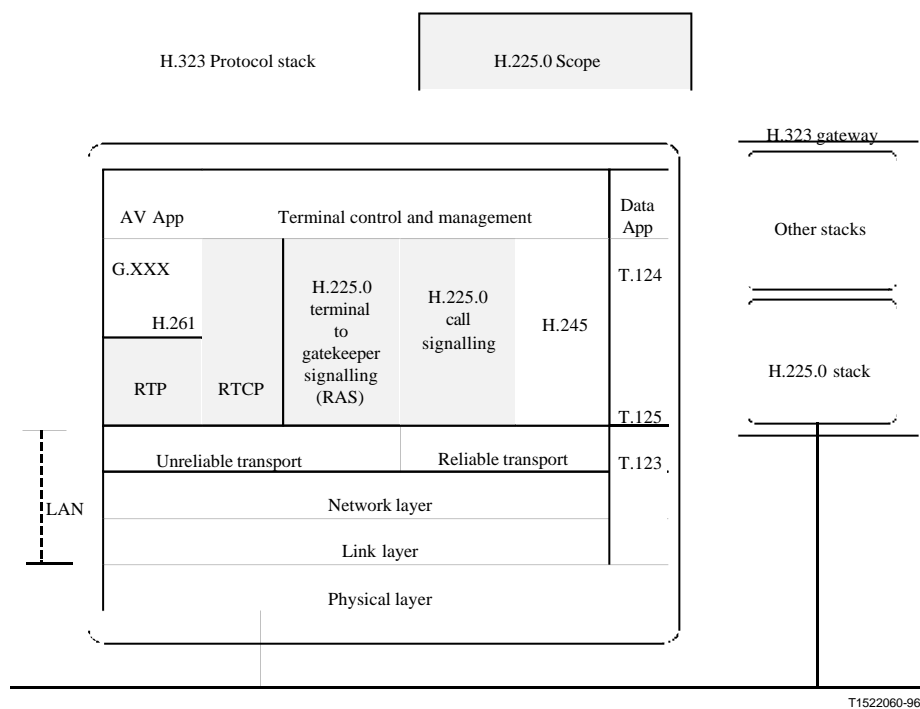 H.323 Protocol stack
H.225.0 Scope
H.323 gateway
AV App
Terminal control and management
Data
App
Other stacks
G.XXX
H.261
RTP
RTCP
H.225.0
terminal
to
gatekeeper
signalling
(RAS)
H.225.0
call
signalling
H.245
T.124
T.125
H.225.0 stack
Unreliable transport
Reliable transport
T.123
LAN
Network layer
Link layer
Physical layer
T1522060-96